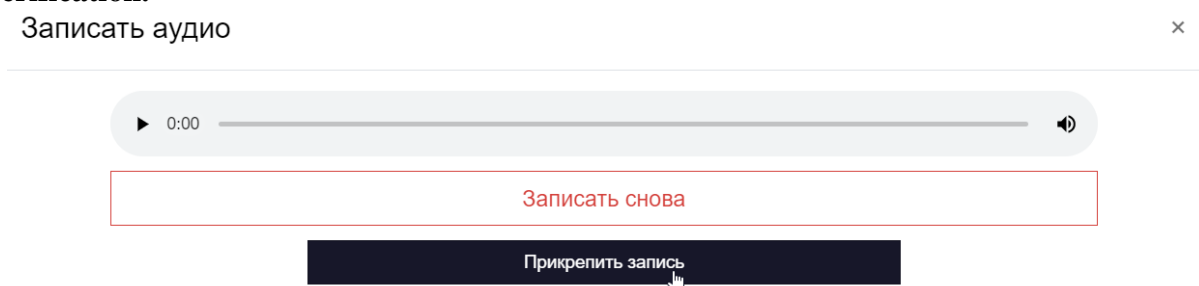 Записать аудио
×
0:00
Записать снова
Прикрепить запись